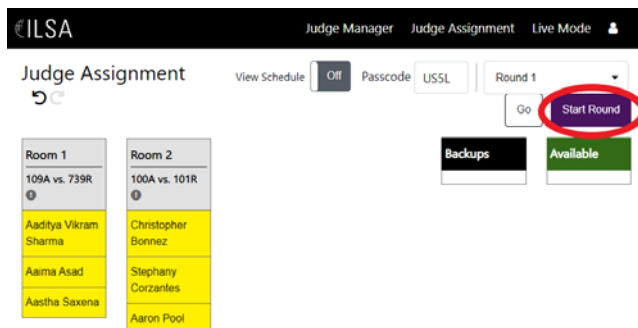 ILSA
Judge Manager Judge Assignment Live Mode
Judge Assignment
View Schedule Off Passcode US5L Round 1
Go Start Round
Room 1
109A vs. 739R
Aaditya Vikram
Sharma
Aaima Asad
Aastha Saxena
Room 2
100A vs. 101R
Christopher
Bonnez
Stephany
Corzantes
Aaron Pool
Backups
Available